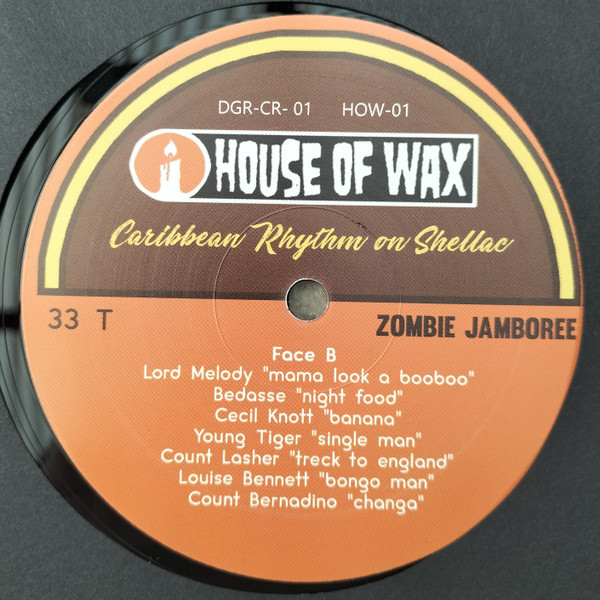 DGR-CR- 01 HOW-01
HOUSE OF WAX
Caribbean Rhythm on Shellac
33 T
ZOMBIE JAMBOREE
Face B
Lord Melody "mama look a booboo"
Bedasse "night food"
Cecil Knott "banana"
Young Tiger "single man"
Count Lasher "treck to england"
Louise Bennett "bongo man"
Count Bernadino "changa"